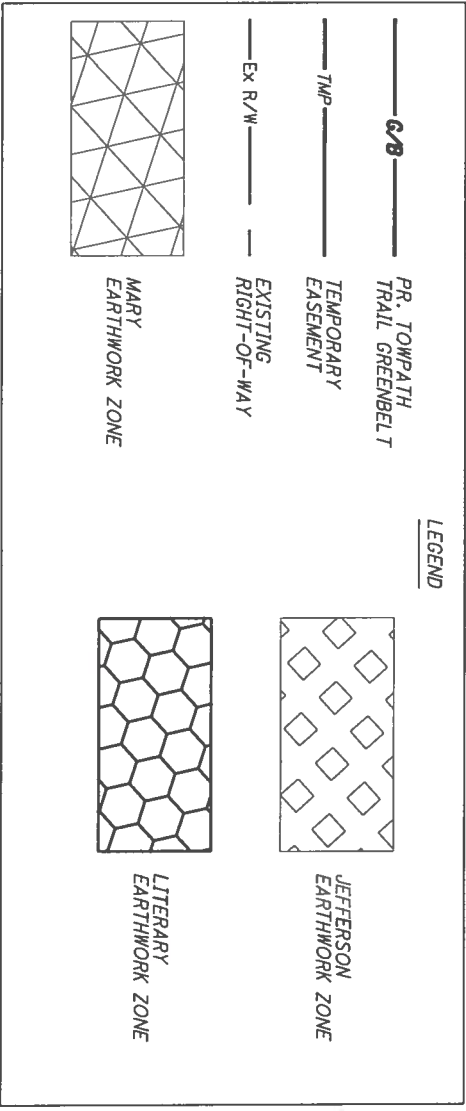 LEGEND
G/B
PR. TOWPATH
TRAIL GREENBELT
TMP
TEMPORARY
EASEMENT
Ex R/W
EXISTING
RIGHT-OF-WAY
MARY
EARTHWORK ZONE
JEFFERSON
EARTHWORK ZONE
LITERARY
EARTHWORK ZONE